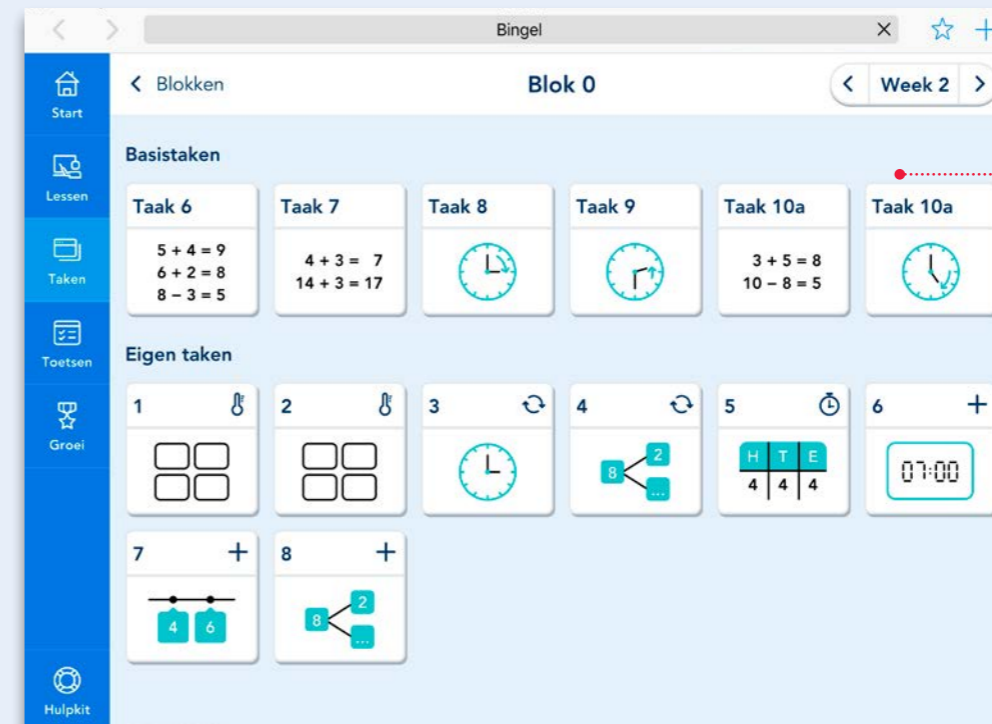 Bingel
Start
Lessen
Taken
Toetsen
Groei
Hulpkit
Blokken
Blok 0
Week 2
Basistaken
Taak 6
5 + 4 = 9
6 + 2 = 8
8 − 3 = 5
Taak 7
4 + 3 = 7
14 + 3 = 17
Taak 8
Taak 9
Taak 10a
3 + 5 = 8
10 − 8 = 5
Taak 10a
Eigen taken
1
2
3
4
8
2
...
5
H T E
4 4 4
6
07:00
7
4 6
8
8
2
...